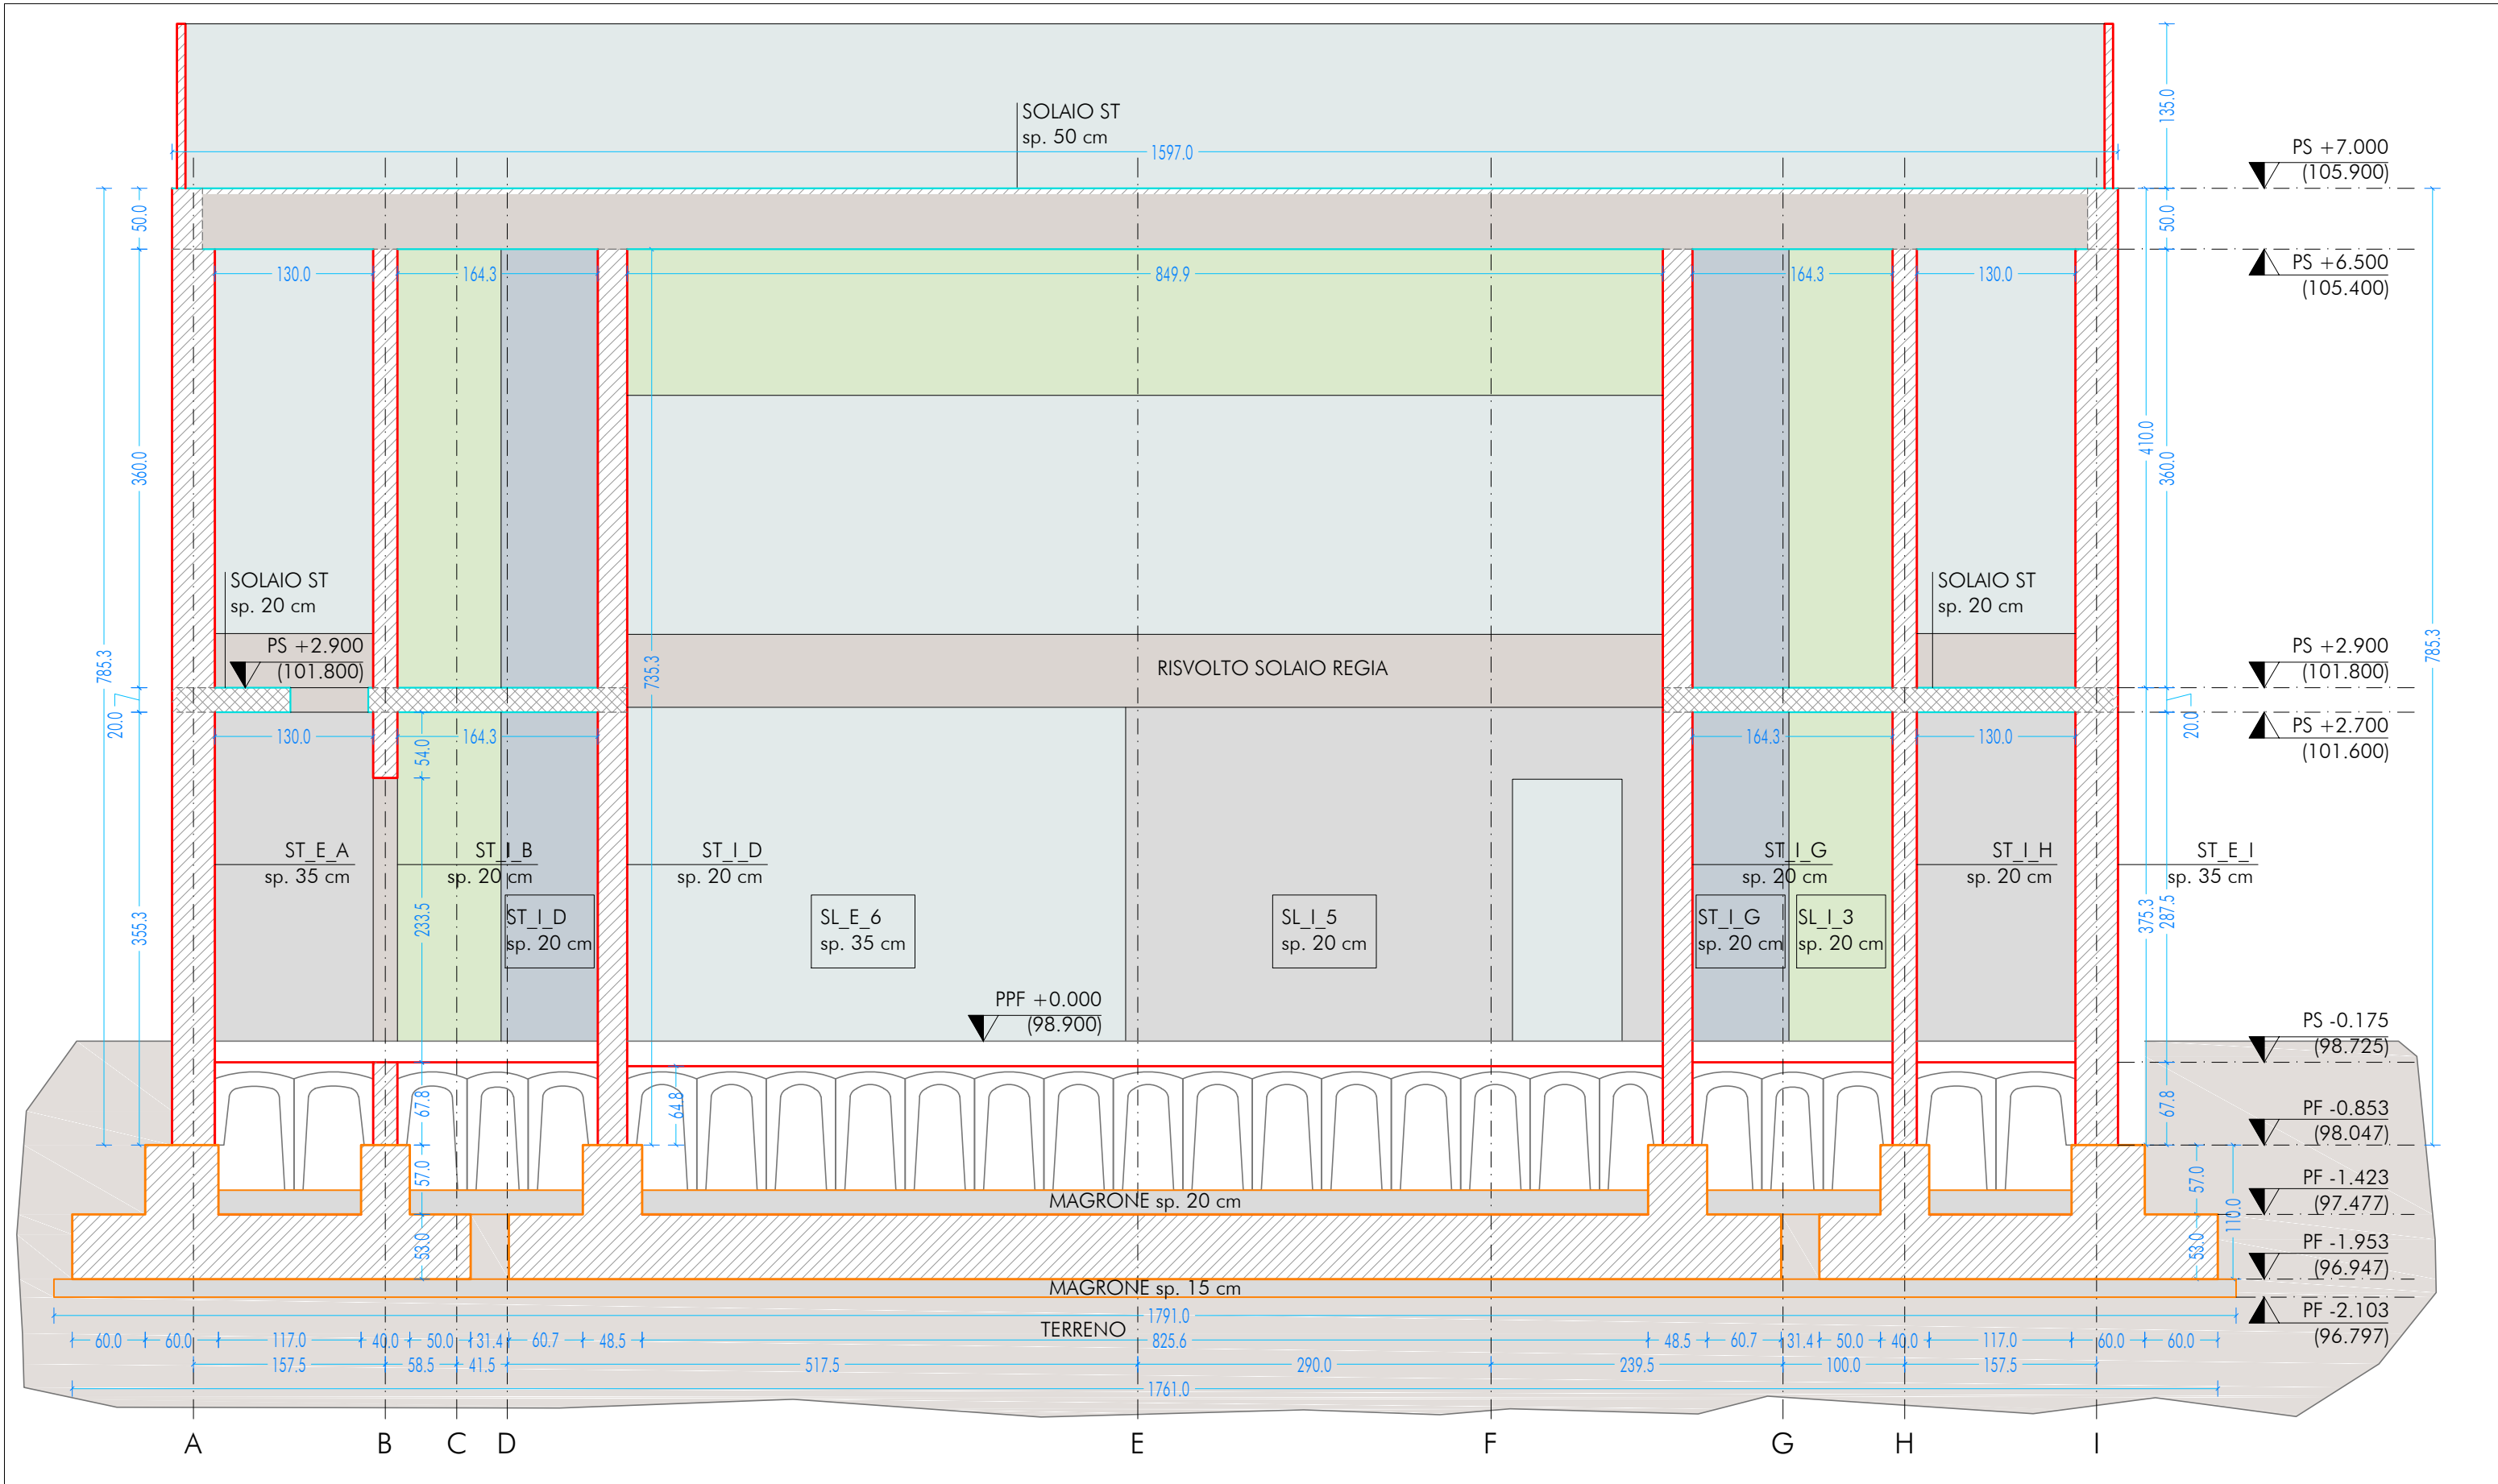 135.0
SOLAIO ST
sp. 50 cm
1597.0
PS +7.000
(105.900)
50.0
50.0
130.0
164.3
849.9
164.3
130.0
PS +6.500
(105.400)
360.0
410.0
360.0
SOLAIO ST
sp. 20 cm
SOLAIO ST
sp. 20 cm
PS +2.900
(101.800)
RISVOLTO SOLAIO REGIA
PS +2.900
(101.800)
785.3
735.3
785.3
20.0
20.0
PS +2.700
(101.600)
130.0
164.3
164.3
130.0
54.0
ST_E_A
sp. 35 cm
ST_I_B
sp. 20 cm
ST_I_D
sp. 20 cm
ST_I_G
sp. 20 cm
ST_I_H
sp. 20 cm
ST_E_I
sp. 35 cm
355.3
233.5
375.3
287.5
ST_I_D
sp. 20 cm
SL_E_6
sp. 35 cm
SL_I_5
sp. 20 cm
ST_I_G
sp. 20 cm
SL_I_3
sp. 20 cm
PPF +0.000
(98.900)
PS -0.175
(98.725)
67.8
64.8
67.8
PF -0.853
(98.047)
57.0
57.0
110.0
PF -1.423
(97.477)
MAGRONE sp. 20 cm
53.0
53.0
PF -1.953
(96.947)
MAGRONE sp. 15 cm
1791.0
PF -2.103
(96.797)
TERRENO
60.0
60.0
117.0
40.0
50.0
31.4
60.7
48.5
825.6
48.5
60.7
31.4
50.0
40.0
117.0
60.0
60.0
157.5
58.5
41.5
517.5
290.0
239.5
100.0
157.5
1761.0
A
B
C
D
E
F
G
H
I